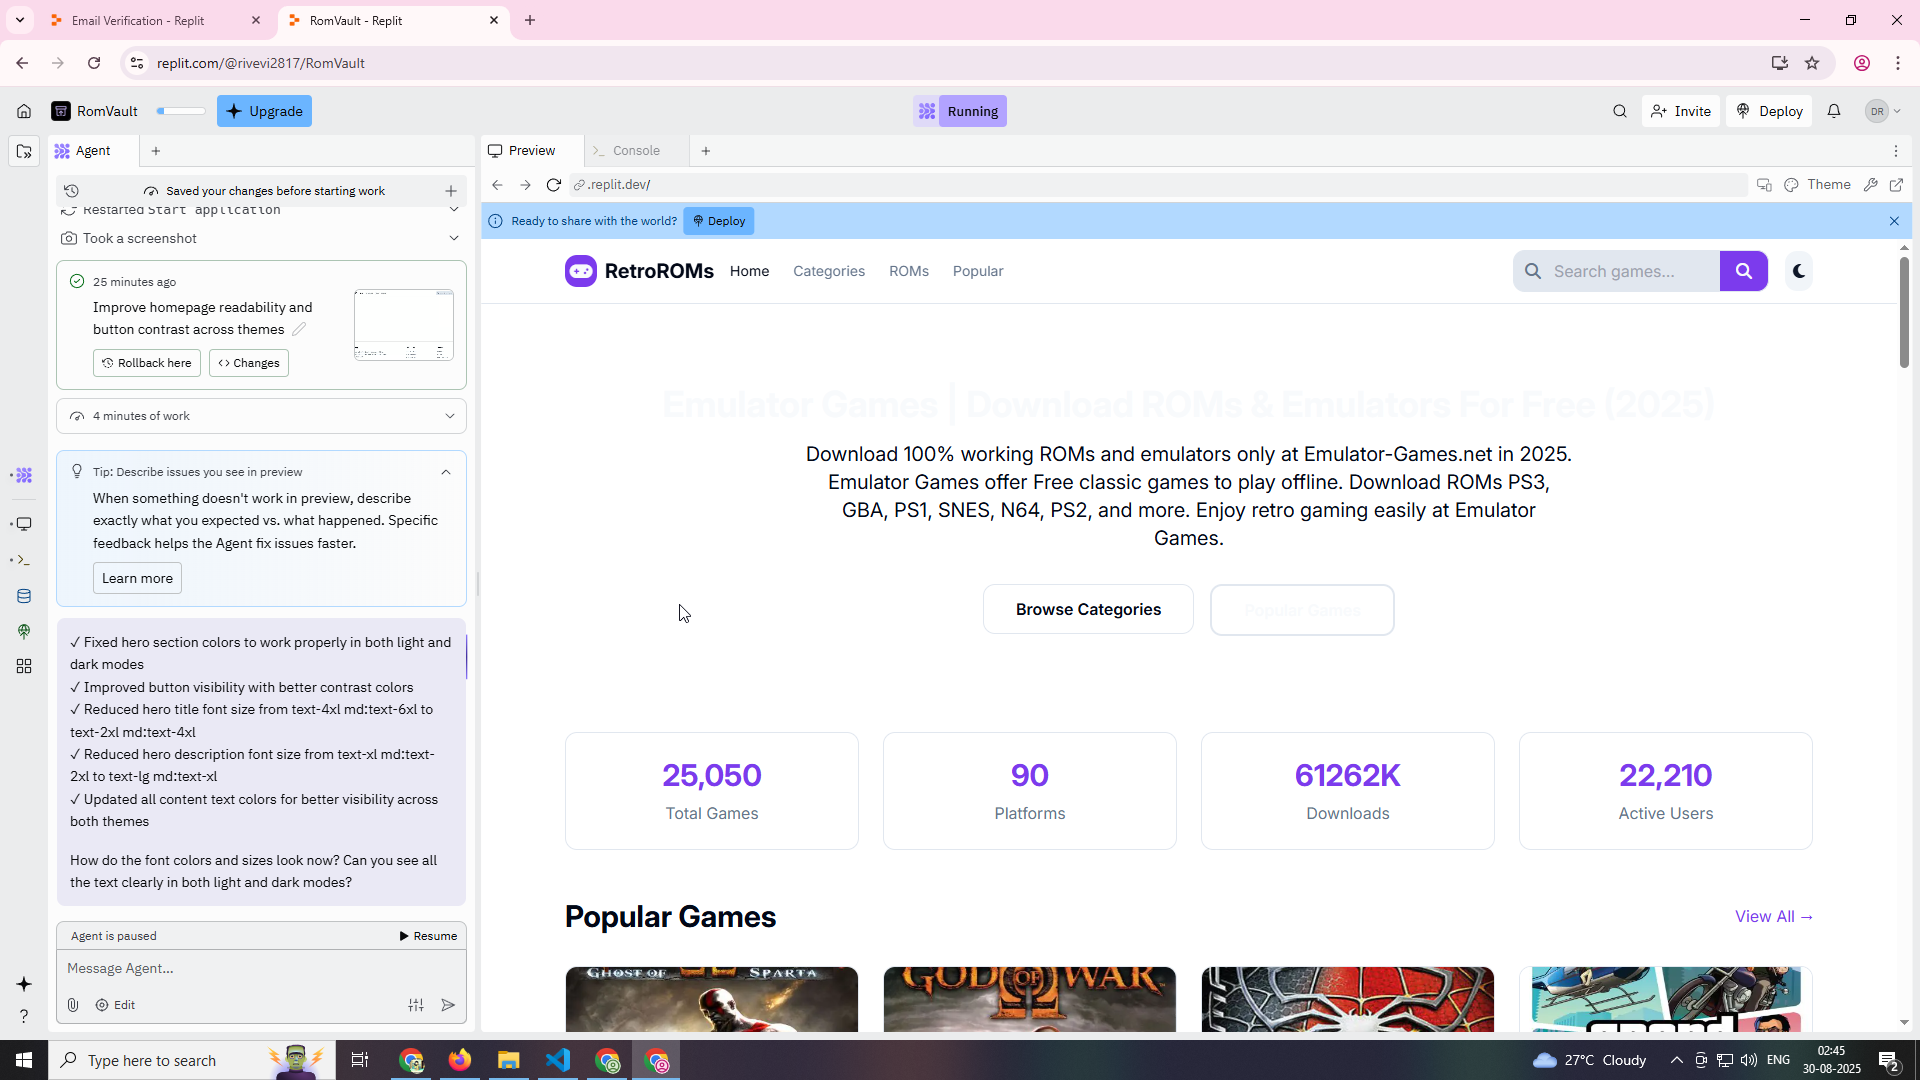 Email Verification - Replit
RomVault - Replit
replit.com/@rivevi2817/RomVault
RomVault
Upgrade
Running
Invite
Deploy
DR
Agent
Preview
Console
Saved your changes before starting work
.replit.dev/
Theme
Restarted Start application
Ready to share with the world?
Deploy
Took a screenshot
RetroROMs
Home
Categories
ROMs
Popular
Search games...
25 minutes ago
Improve homepage readability and
button contrast across themes
Rollback here
Changes
4 minutes of work
Tip: Describe issues you see in preview
When something doesn't work in preview, describe
exactly what you expected vs. what happened. Specific
feedback helps the Agent fix issues faster.
Learn more
✓ Fixed hero section colors to work properly in both light and
dark modes
✓ Improved button visibility with better contrast colors
✓ Reduced hero title font size from text-4xl md:text-6xl to
text-2xl md:text-4xl
✓ Reduced hero description font size from text-xl md:text-
2xl to text-lg md:text-xl
✓ Updated all content text colors for better visibility across
both themes
How do the font colors and sizes look now? Can you see all
the text clearly in both light and dark modes?
Agent is paused
Resume
Message Agent...
Edit
Emulator Games | Download ROMs & Emulators For Free (2025)
Download 100% working ROMs and emulators only at Emulator-Games.net in 2025.
Emulator Games offer Free classic games to play offline. Download ROMs PS3,
GBA, PS1, SNES, N64, PS2, and more. Enjoy retro gaming easily at Emulator
Games.
Browse Categories
Popular Games
25,050
Total Games
90
Platforms
61262K
Downloads
22,210
Active Users
Popular Games
View All →
GHOST OF SPARTA
GOD OF WAR
Type here to search
27°C Cloudy
ENG
02:45
30-08-2025
2